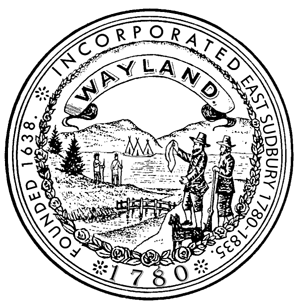 FOUNDED 1638. INCORPORATED EAST SUDBURY 1780-1835.
WAYLAND.
1780